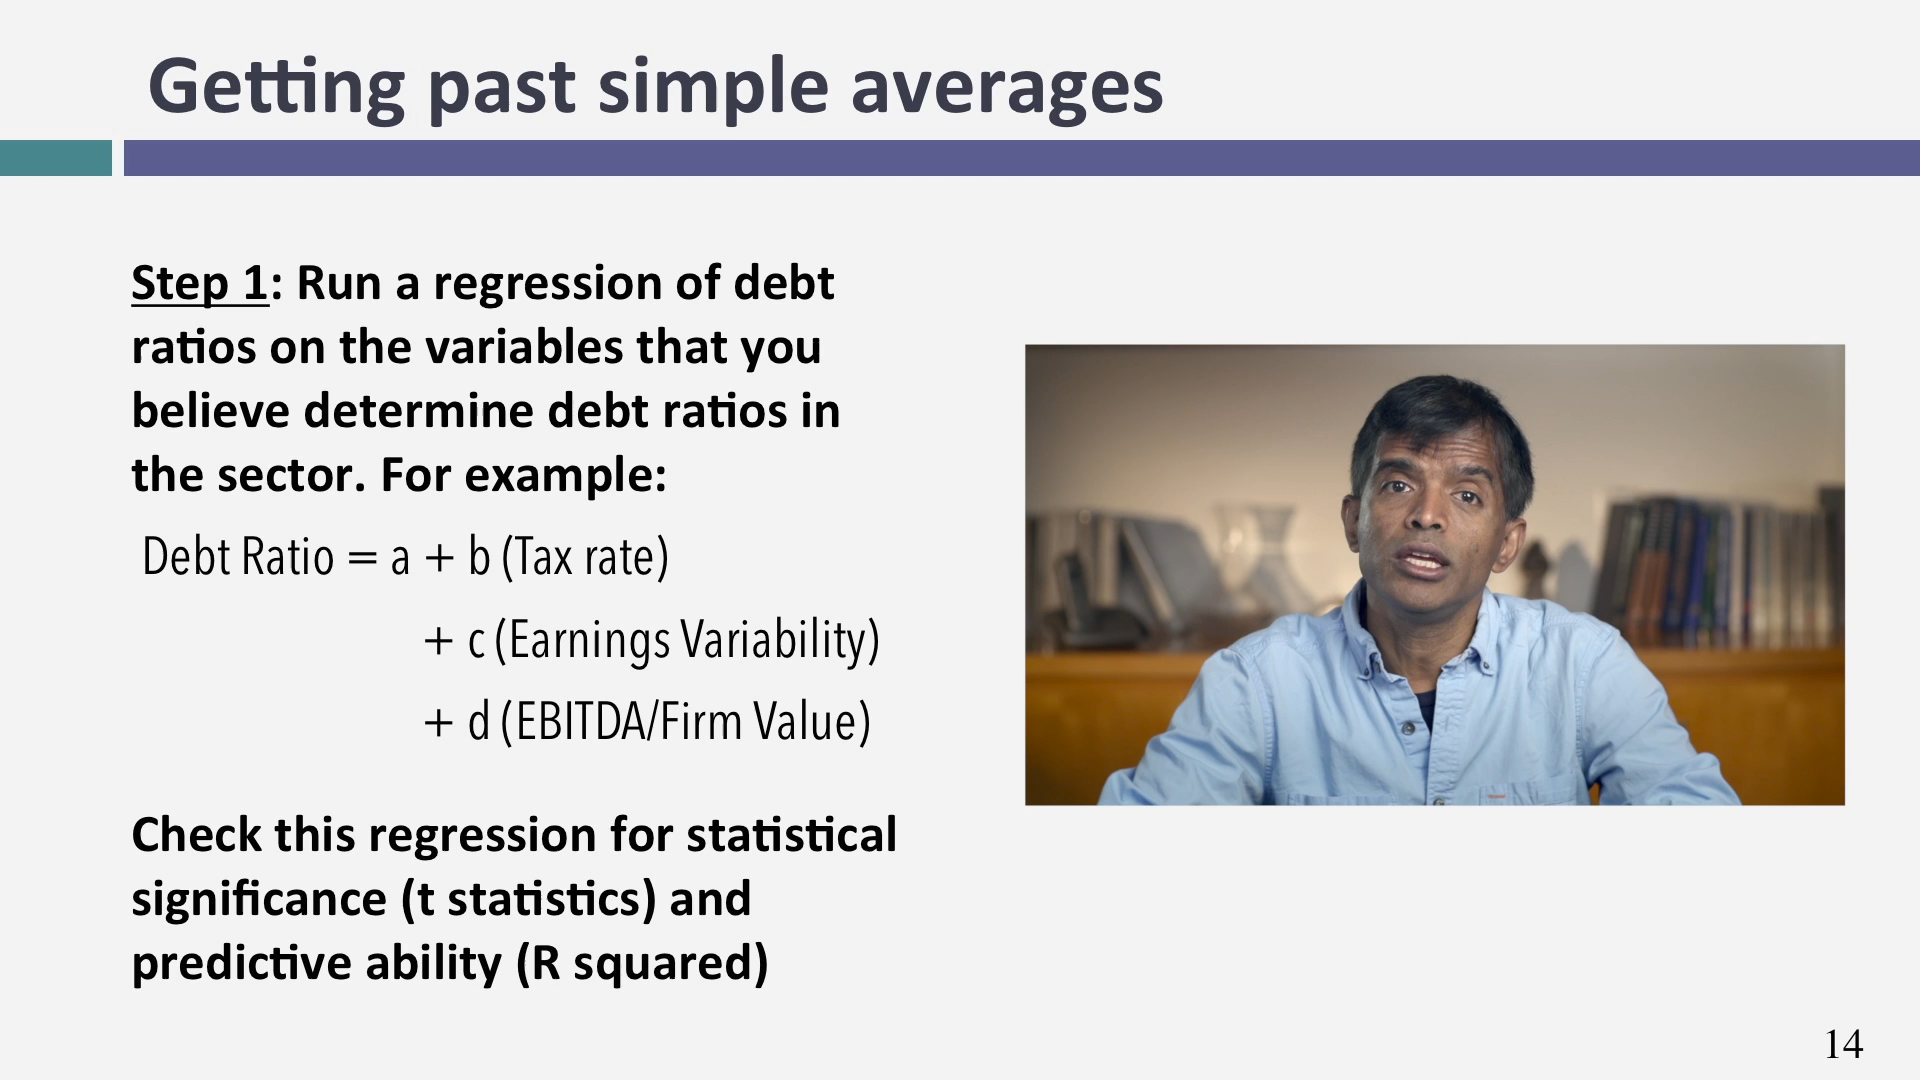 Getting past simple averages
Step 1: Run a regression of debt
ratios on the variables that you
believe determine debt ratios in
the sector. For example:
Debt Ratio = a + b (Tax rate)
+ c (Earnings Variability)
+ d (EBITDA/Firm Value)
Check this regression for statistical
significance (t statistics) and
predictive ability (R squared)
14